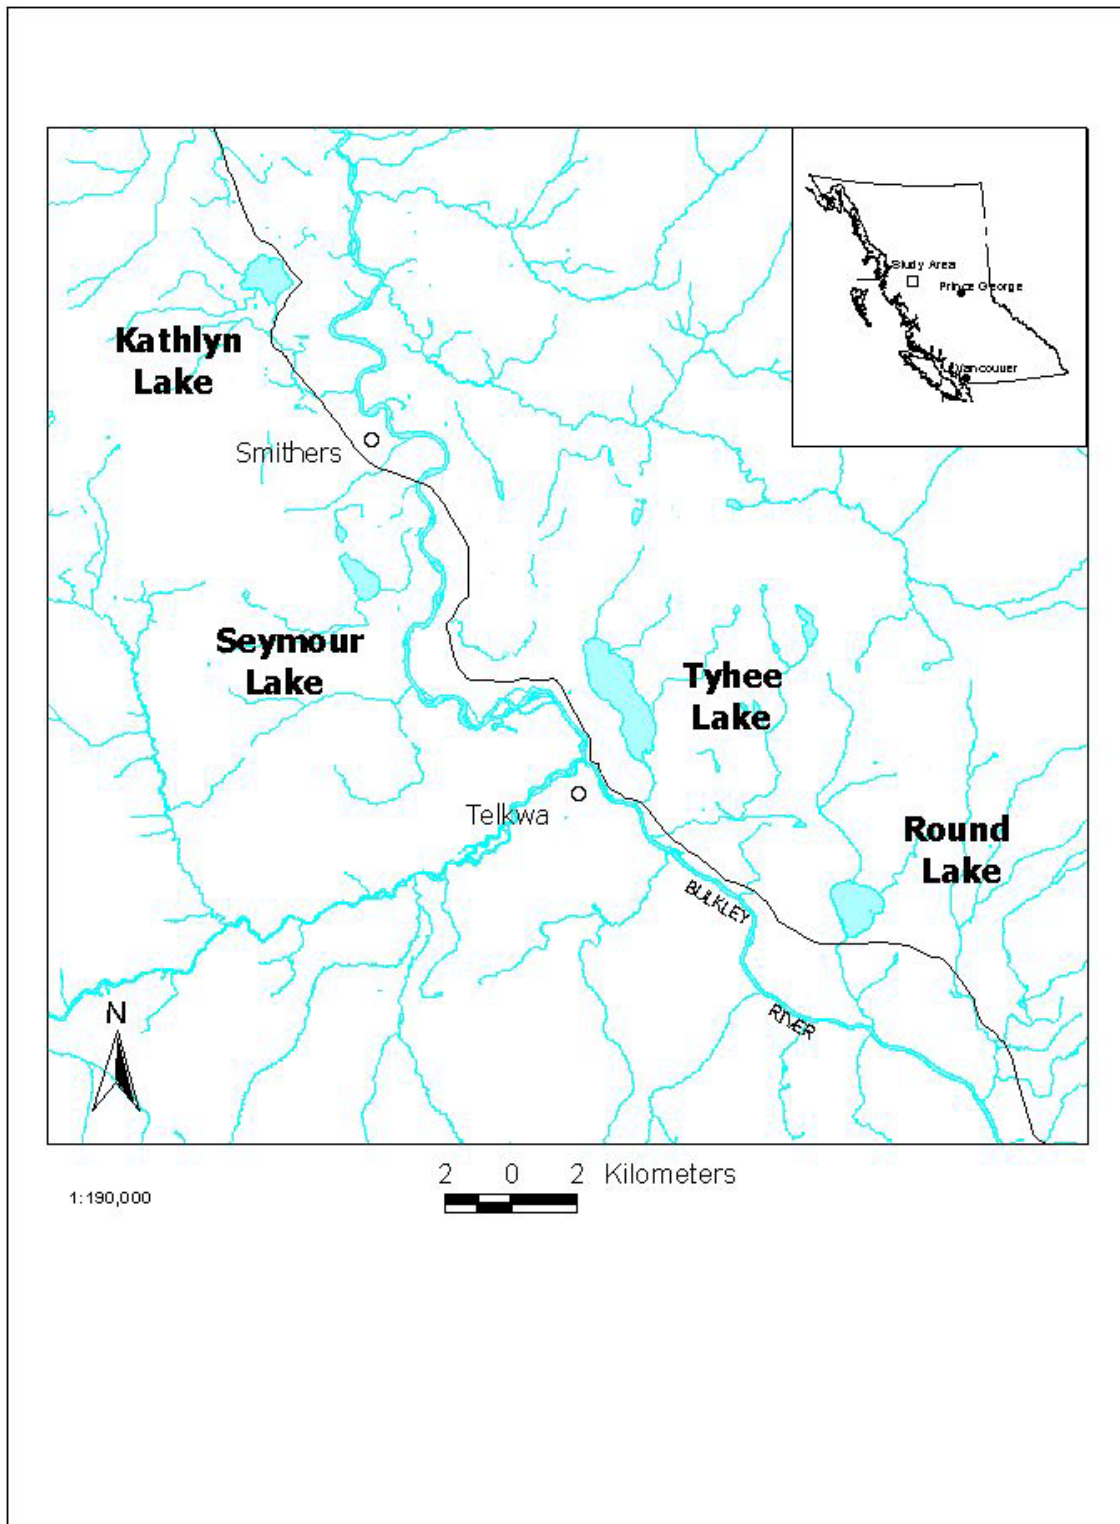 Study Area
Prince George
Vancouver
Kathlyn
Lake
Smithers
Seymour
Lake
Tyhee
Lake
Telkwa
Round
Lake
BULKLEY
RIVER
N
2 0 2 Kilometers
1:190,000